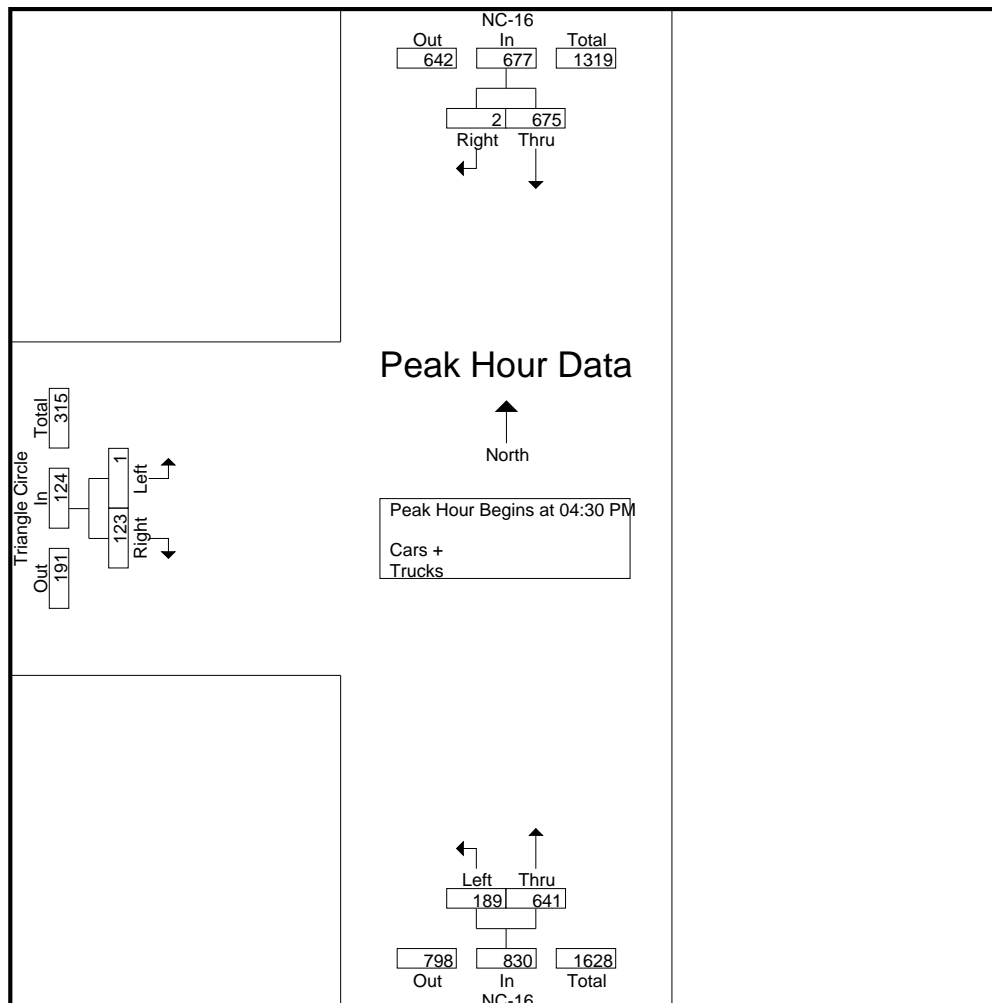 NC-16
Out In Total
642 677 1319
2 675
Right Thru
Peak Hour Data
North
Peak Hour Begins at 04:30 PM
Cars +
Trucks
Triangle Circle
Out In Total
191 124 315
123 1
Right Left
Left Thru
189 641
798 830 1628
Out In Total
NC-16